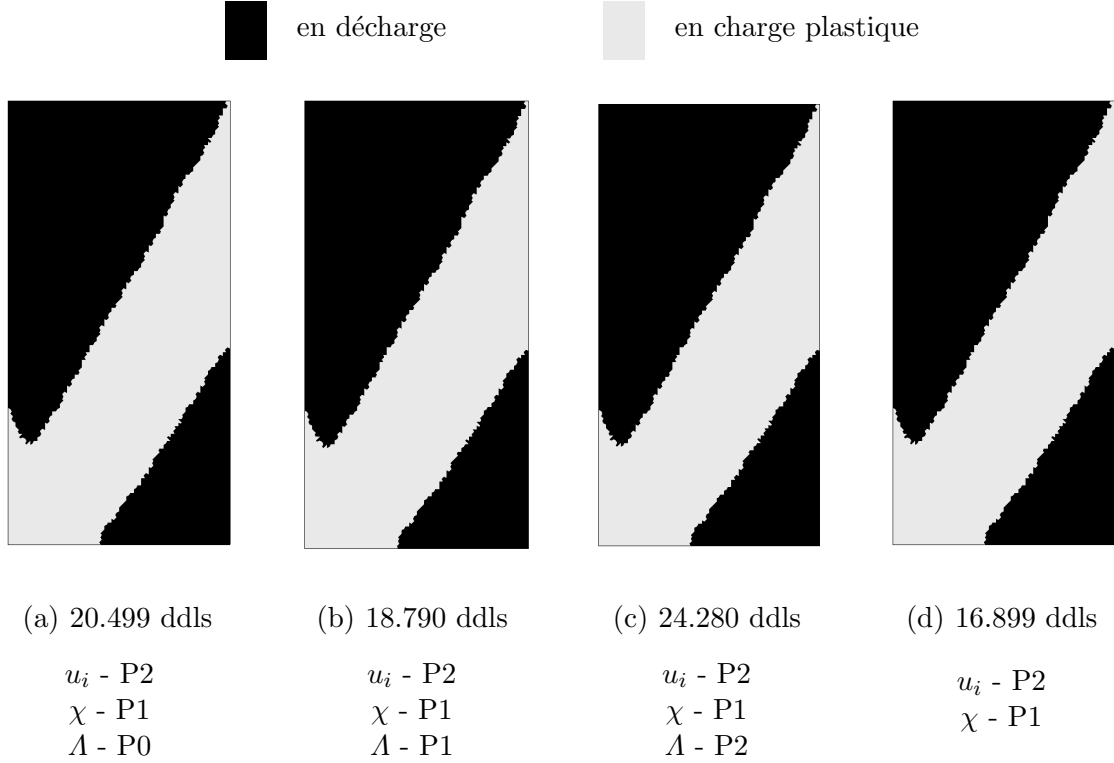 en décharge
en charge plastique
(a) 20.499 ddls
(b) 18.790 ddls
(c) 24.280 ddls
(d) 16.899 ddls
u_i - P2
χ - P1
Λ - P0
u_i - P2
χ - P1
Λ - P1
u_i - P2
χ - P1
Λ - P2
u_i - P2
χ - P1